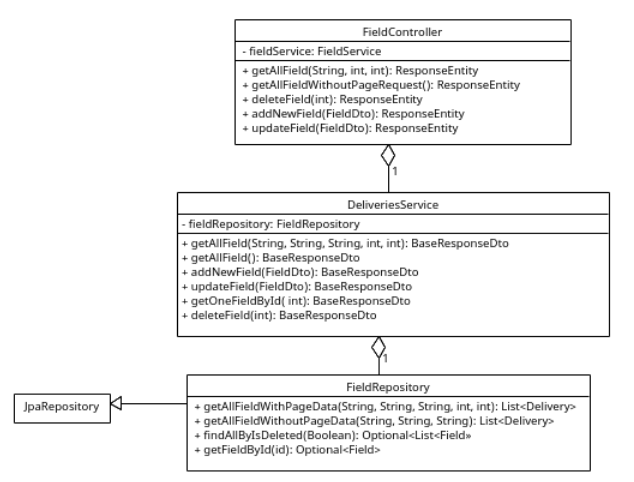 FieldController
- fieldService: FieldService
+ getAllField(String, int, int): ResponseEntity
+ getAllFieldWithoutPageRequest(): ResponseEntity
+ deleteField(int): ResponseEntity
+ addNewField(FieldDto): ResponseEntity
+ updateField(FieldDto): ResponseEntity
1
DeliveriesService
- fieldRepository: FieldRepository
+ getAllField(String, String, String, int, int): BaseResponseDto
+ getAllField(): BaseResponseDto
+ addNewField(FieldDto): BaseResponseDto
+ updateField(FieldDto): BaseResponseDto
+ getOneFieldById( int): BaseResponseDto
+ deleteField(int): BaseResponseDto
1
FieldRepository
JpaRepository
+ getAllFieldWithPageData(String, String, String, int, int): List<Delivery>
+ getAllFieldWithoutPageData(String, String, String): List<Delivery>
+ findAllByIsDeleted(Boolean): Optional<List<Field»
+ getFieldById(id): Optional<Field>